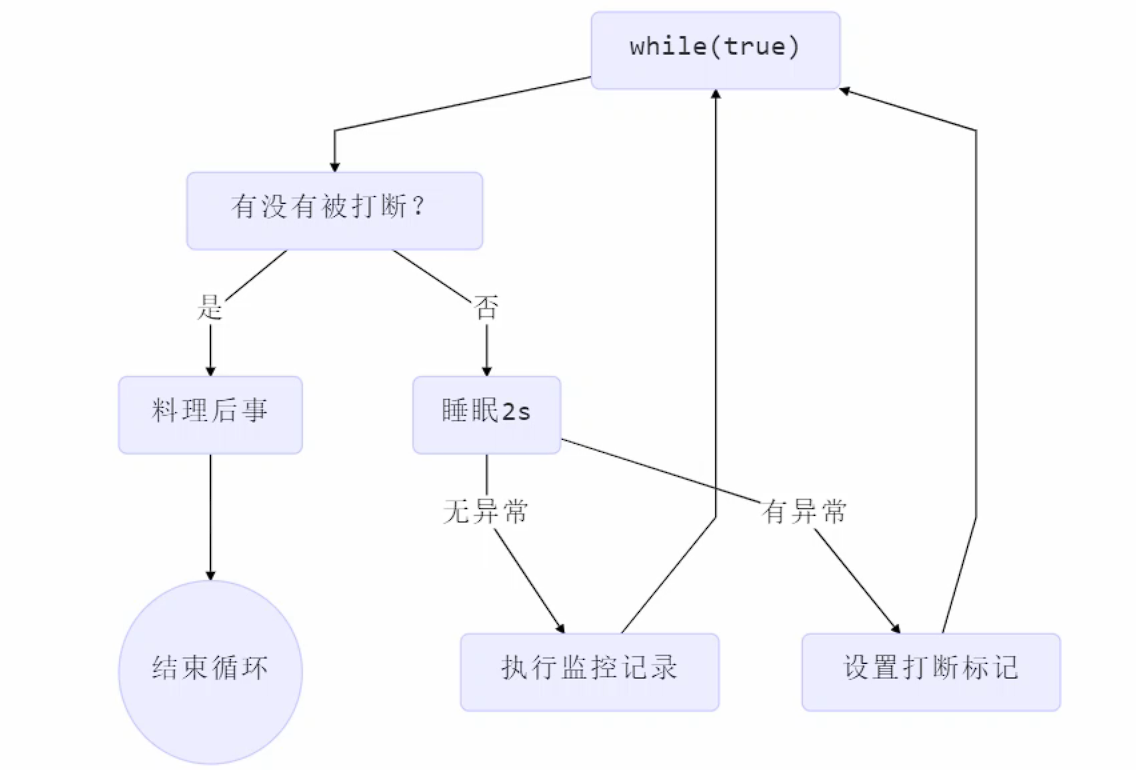 while(true)
有没有被打断?
是
否
料理后事
睡眠2s
无异常
有异常
结束循环
执行监控记录
设置打断标记